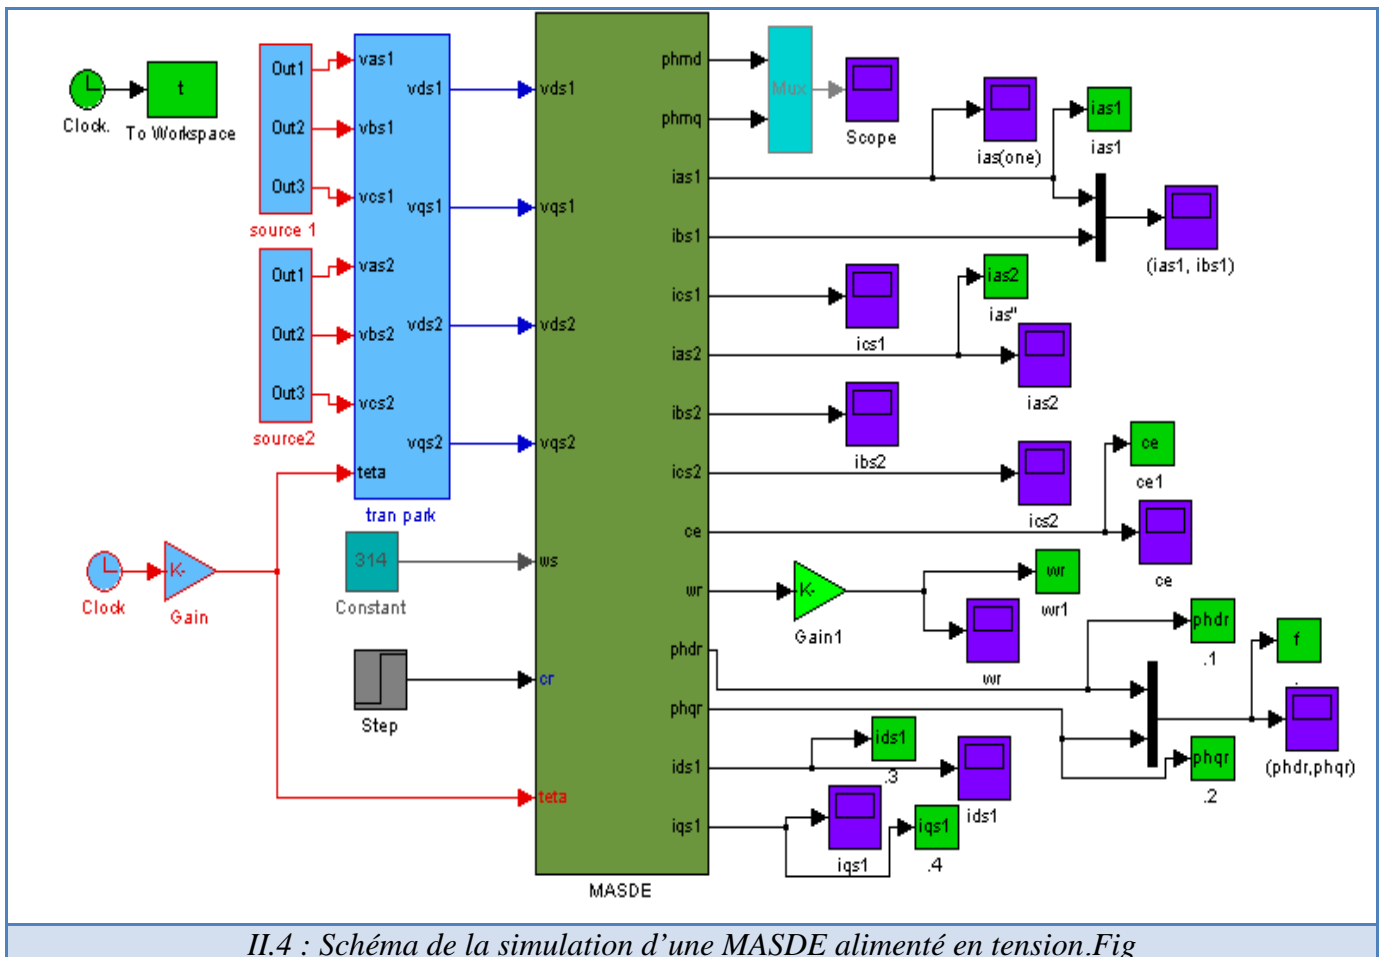 Clock.
t
To Workspace
Out1
Out2
Out3
source 1
Out1
Out2
Out3
source2
vas1
vbs1
vcs1
vas2
vbs2
vcs2
teta
vds1
vqs1
vds2
vqs2
tran park
Clock
K-
Gain
314
Constant
Step
vds1
vqs1
vds2
vqs2
ws
cr
teta
phmd
phmq
ias1
ibs1
ics1
ias2
ibs2
ics2
ce
wr
phdr
phqr
ids1
iqs1
MASDE
Mux
Scope
ias(one)
ias1
ias1
(ias1, ibs1)
ics1
ias2
ias"
ias2
ibs2
ics2
ce
ce1
ce
K-
Gain1
wr
wr1
wr
phdr
.1
f
.
(phdr,phqr)
phqr
.2
ids1
.3
ids1
iqs1
iqs1
.4
II.4 : Schéma de la simulation d’une MASDE alimenté en tension.Fig